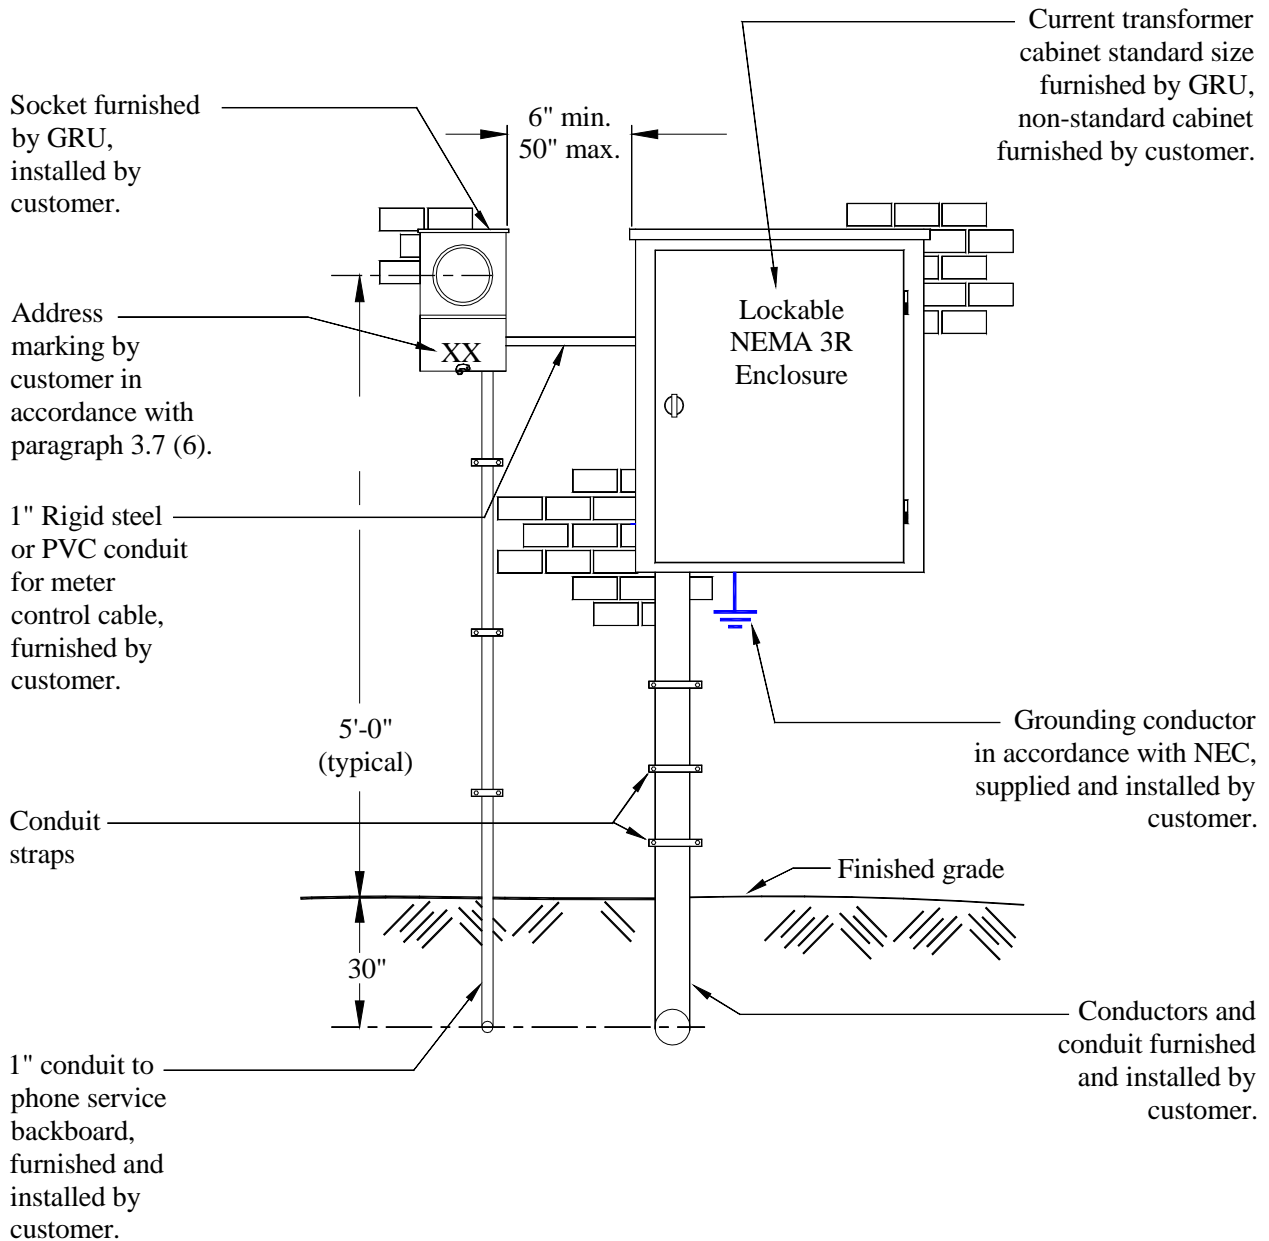 Current transformer
cabinet standard size
furnished by GRU,
non-standard cabinet
furnished by customer.
Socket furnished
by GRU,
installed by
customer.
6" min.
50" max.
Lockable
NEMA 3R
Enclosure
Address
marking by
customer in
accordance with
paragraph 3.7 (6).
XX
1" Rigid steel
or PVC conduit
for meter
control cable,
furnished by
customer.
5'-0"
(typical)
Grounding conductor
in accordance with NEC,
supplied and installed by
customer.
Conduit
straps
Finished grade
30"
Conductors and
conduit furnished
and installed by
customer.
1" conduit to
phone service
backboard,
furnished and
installed by
customer.